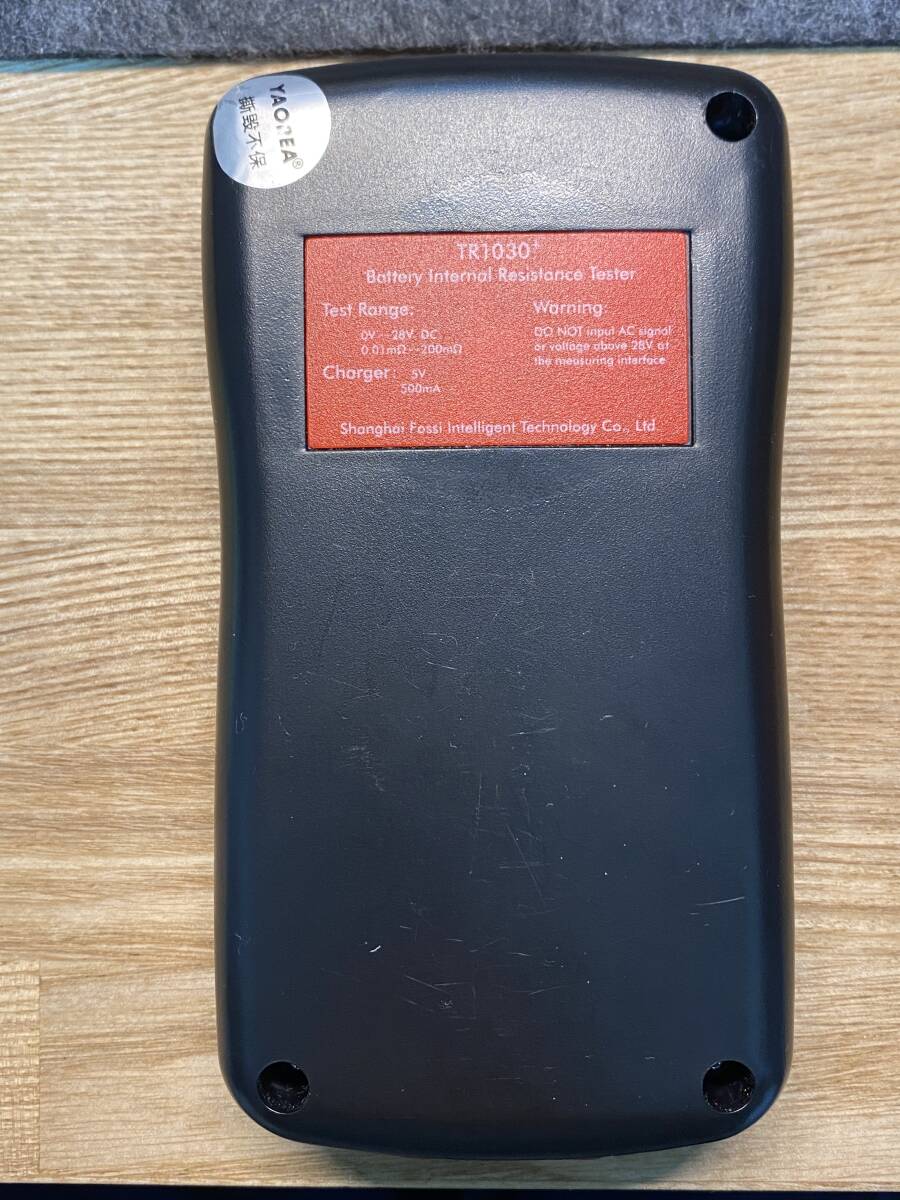 YAOREA®
撕毁不保
TR1030+
Battery Internal Resistance Tester
Test Range:
0V--28V DC
0.01mΩ--200mΩ
Charger: 5V
500mA
Warning:
DO NOT input AC signal
or voltage above 28V at
the measuring interface
Shanghai Fossi Intelligent Technology Co., Ltd